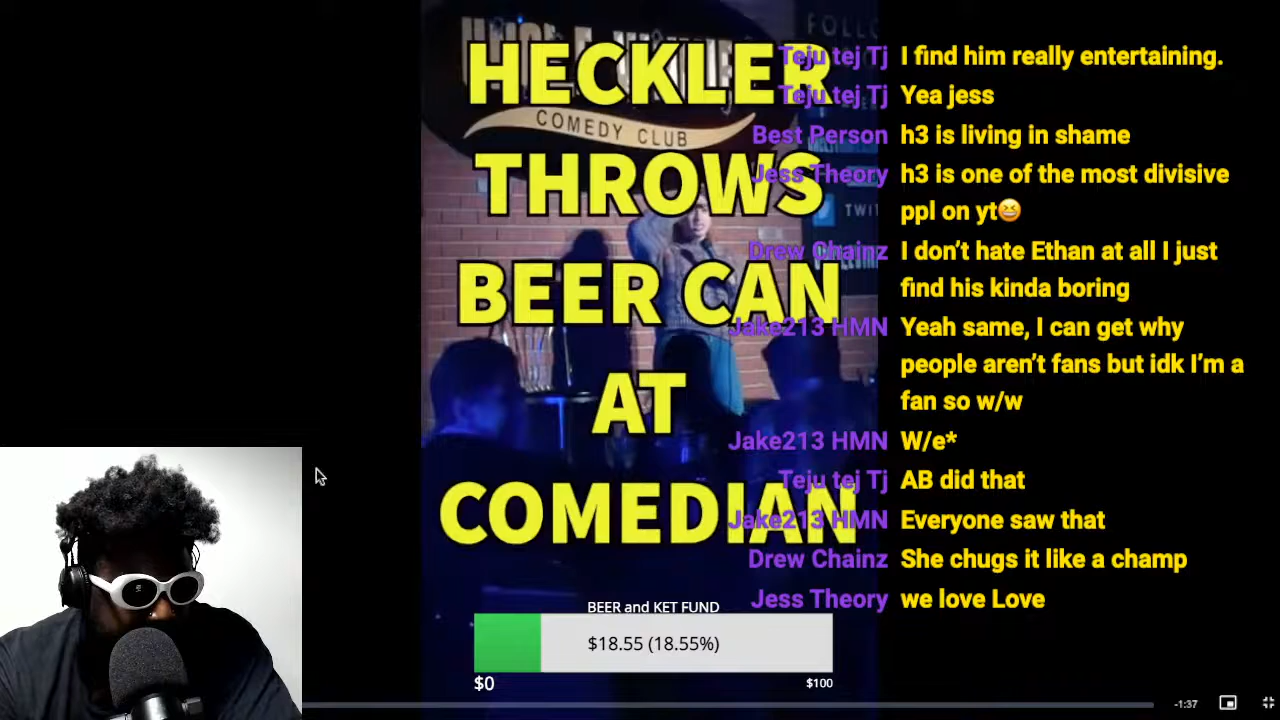 HECKLER
THROWS
BEER CAN
AT
COMEDIAN
COMEDY CLUB
FOLLO
TWIT
Teju tej Tj I find him really entertaining.
Teju tej Tj Yea jess
Best Person h3 is living in shame
Jess Theory h3 is one of the most divisive
ppl on yt😆
Drew Chainz I don’t hate Ethan at all I just
find his kinda boring
Jake213 HMN Yeah same, I can get why
people aren’t fans but idk I’m a
fan so w/w
Jake213 HMN W/e*
Teju tej Tj AB did that
Jake213 HMN Everyone saw that
Drew Chainz She chugs it like a champ
Jess Theory we love Love
BEER and KET FUND
$18.55 (18.55%)
$0 $100
-1:37